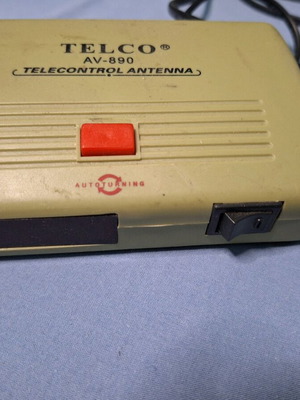 TELCO®
AV-890
TELECONTROL ANTENNA
AUTOTURNING